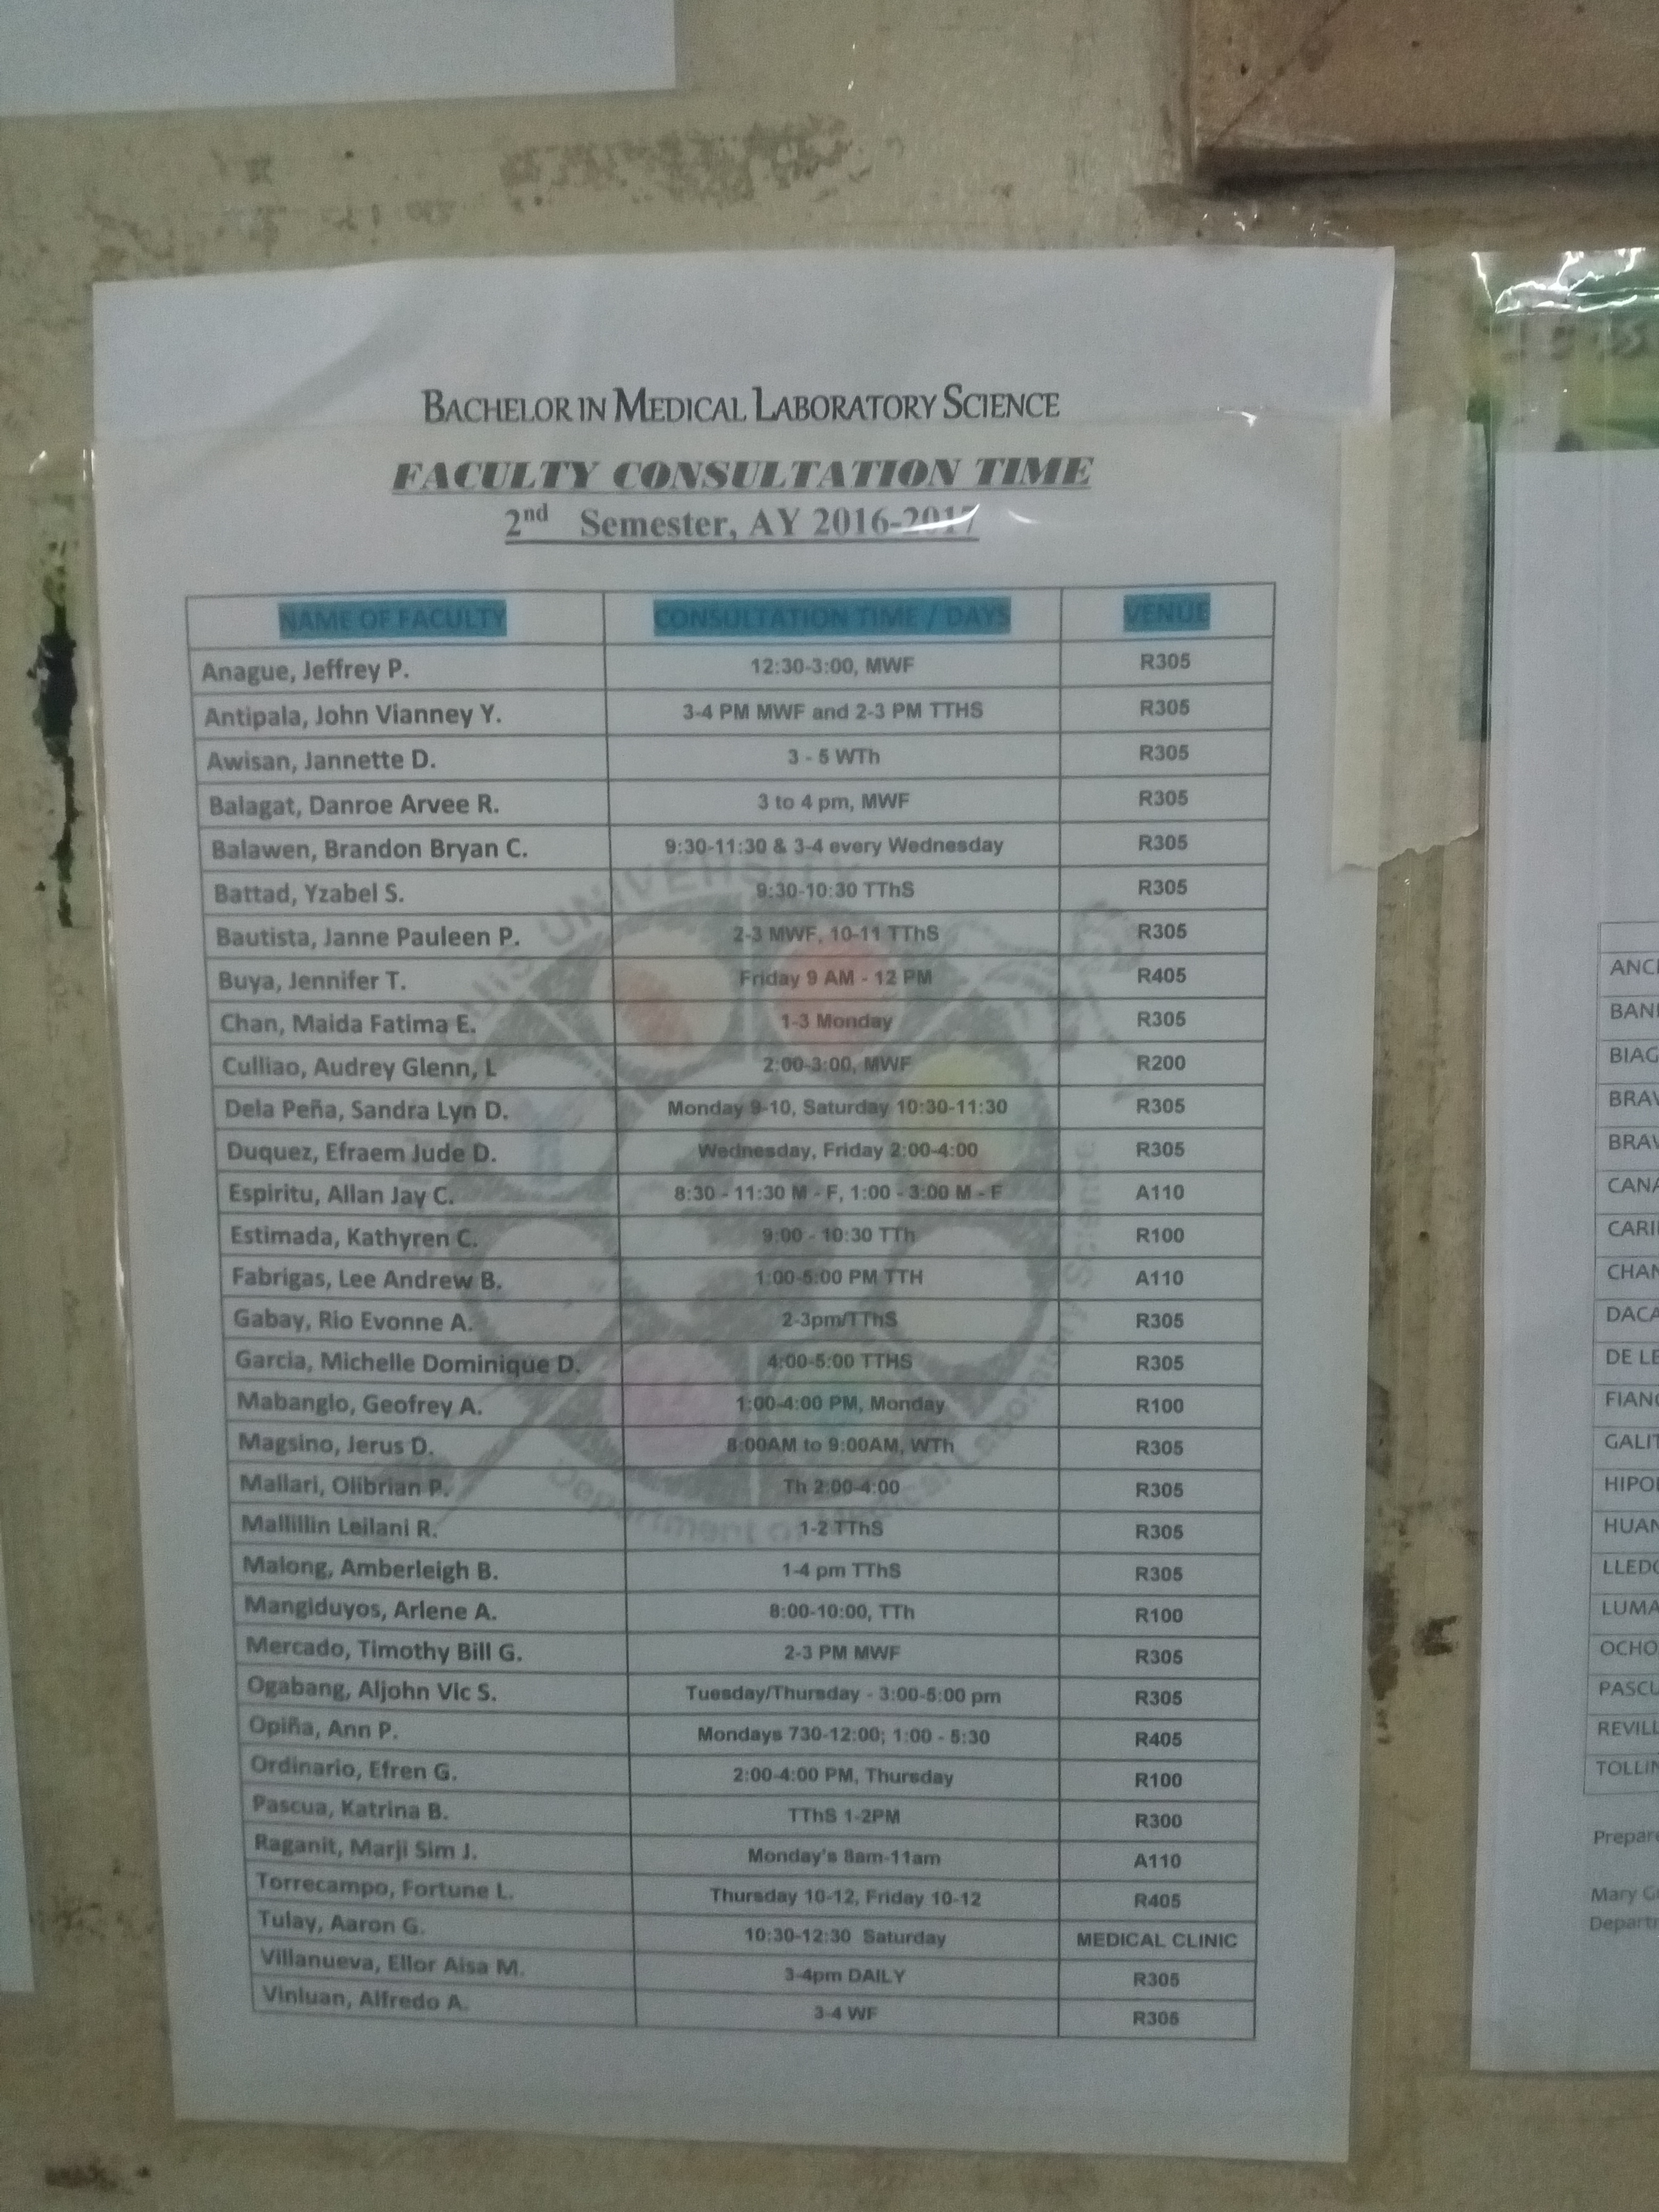 BACHELOR IN MEDICAL LABORATORY SCIENCE
FACULTY CONSULTATION TIME
2nd Semester, AY 2016-2017
NAME OF FACULTY CONSULTATION TIME / DAYS VENUE
Anague, Jeffrey P. 12:30-3:00, MWF R305
Antipala, John Vianney Y. 3-4 PM MWF and 2-3 PM TTHS R305
Awisan, Jannette D. 3 - 5 WTh R305
Balagat, Danroe Arvee R. 3 to 4 pm, MWF R305
Balawen, Brandon Bryan C. 9:30-11:30 & 3-4 every Wednesday R305
Battad, Yzabel S. 9:30-10:30 TThS R305
Bautista, Janne Pauleen P. 2-3 MWF, 10-11 TThS R305
Buya, Jennifer T. Friday 9 AM - 12 PM R405
Chan, Maida Fatima E. 1-3 Monday R305
Culliao, Audrey Glenn, L 2:00-3:00, MWF R200
Dela Peña, Sandra Lyn D. Monday 9-10, Saturday 10:30-11:30 R305
Duquez, Efraem Jude D. Wednesday, Friday 2:00-4:00 R305
Espiritu, Allan Jay C. 8:30 - 11:30 M - F, 1:00 - 3:00 M - F A110
Estimada, Kathyren C. 9:00 - 10:30 TTh R100
Fabrigas, Lee Andrew B. 1:00-5:00 PM TTH A110
Gabay, Rio Evonne A. 2-3pm/TThS R305
Garcia, Michelle Dominique D. 4:00-5:00 TTHS R305
Mabanglo, Geofrey A. 1:00-4:00 PM, Monday R100
Magsino, Jerus D. 8:00AM to 9:00AM, WTh R305
Mallari, Olibrian P. Th 2:00-4:00 R305
Mallillin Leilani R. 1-2 TThS R305
Malong, Amberleigh B. 1-4 pm TThS R305
Mangiduyos, Arlene A. 8:00-10:00, TTh R100
Mercado, Timothy Bill G. 2-3 PM MWF R305
Ogabang, Aljohn Vic S. Tuesday/Thursday - 3:00-5:00 pm R305
Opiña, Ann P. Mondays 730-12:00; 1:00 - 5:30 R405
Ordinario, Efren G. 2:00-4:00 PM, Thursday R100
Pascua, Katrina B. TThS 1-2PM R300
Raganit, Marji Sim J. Monday's 8am-11am A110
Torrecampo, Fortune L. Thursday 10-12, Friday 10-12 R405
Tulay, Aaron G. 10:30-12:30 Saturday MEDICAL CLINIC
Villanueva, Ellor Aisa M. 3-4pm DAILY R305
Vinluan, Alfredo A. 3-4 WF R305
UNIVERSITY
Department of Medical Laboratory Science
ANC
BAN
BIAG
BRAV
BRAV
CANA
CARI
CHAN
DACA
DE LE
FIAN
GALIT
HIPO
HUAN
LLED
LUMA
OCHO
PASCU
REVILL
TOLLIN
Prepar
Mary G
Departm